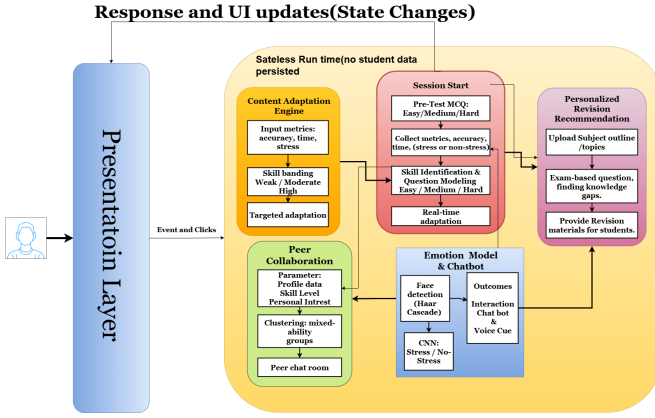 Response and UI updates(State Changes)
Presentatoin Layer
Event and Clicks
Sateless Run time(no student data
persisted
Content Adaptation
Engine
Input metrics:
accuracy, time,
stress
Skill banding
Weak / Moderate
High
Targeted adaptation
Session Start
Pre-Test MCQ:
Easy/Medium/Hard
Collect metrics, accuracy,
time, (stress or non-stress)
Skill Identification &
Question Modeling
Easy / Medium / Hard
Real-time
adaptation
Personalized
Revision
Recommendation
Upload Subject outline
/topics
Exam-based question,
finding knowledge
gaps.
Provide Revision
materials for students.
Peer
Collaboration
Parameter:
Profile data
Skill Level
Personal Intrest
Clustering: mixed-
ability
groups
Peer chat room
Emotion Model
& Chatbot
Face
detection
(Haar
Cascade)
CNN:
Stress / No-
Stress
Outcomes
Interaction
Chat bot
&
Voice Cue